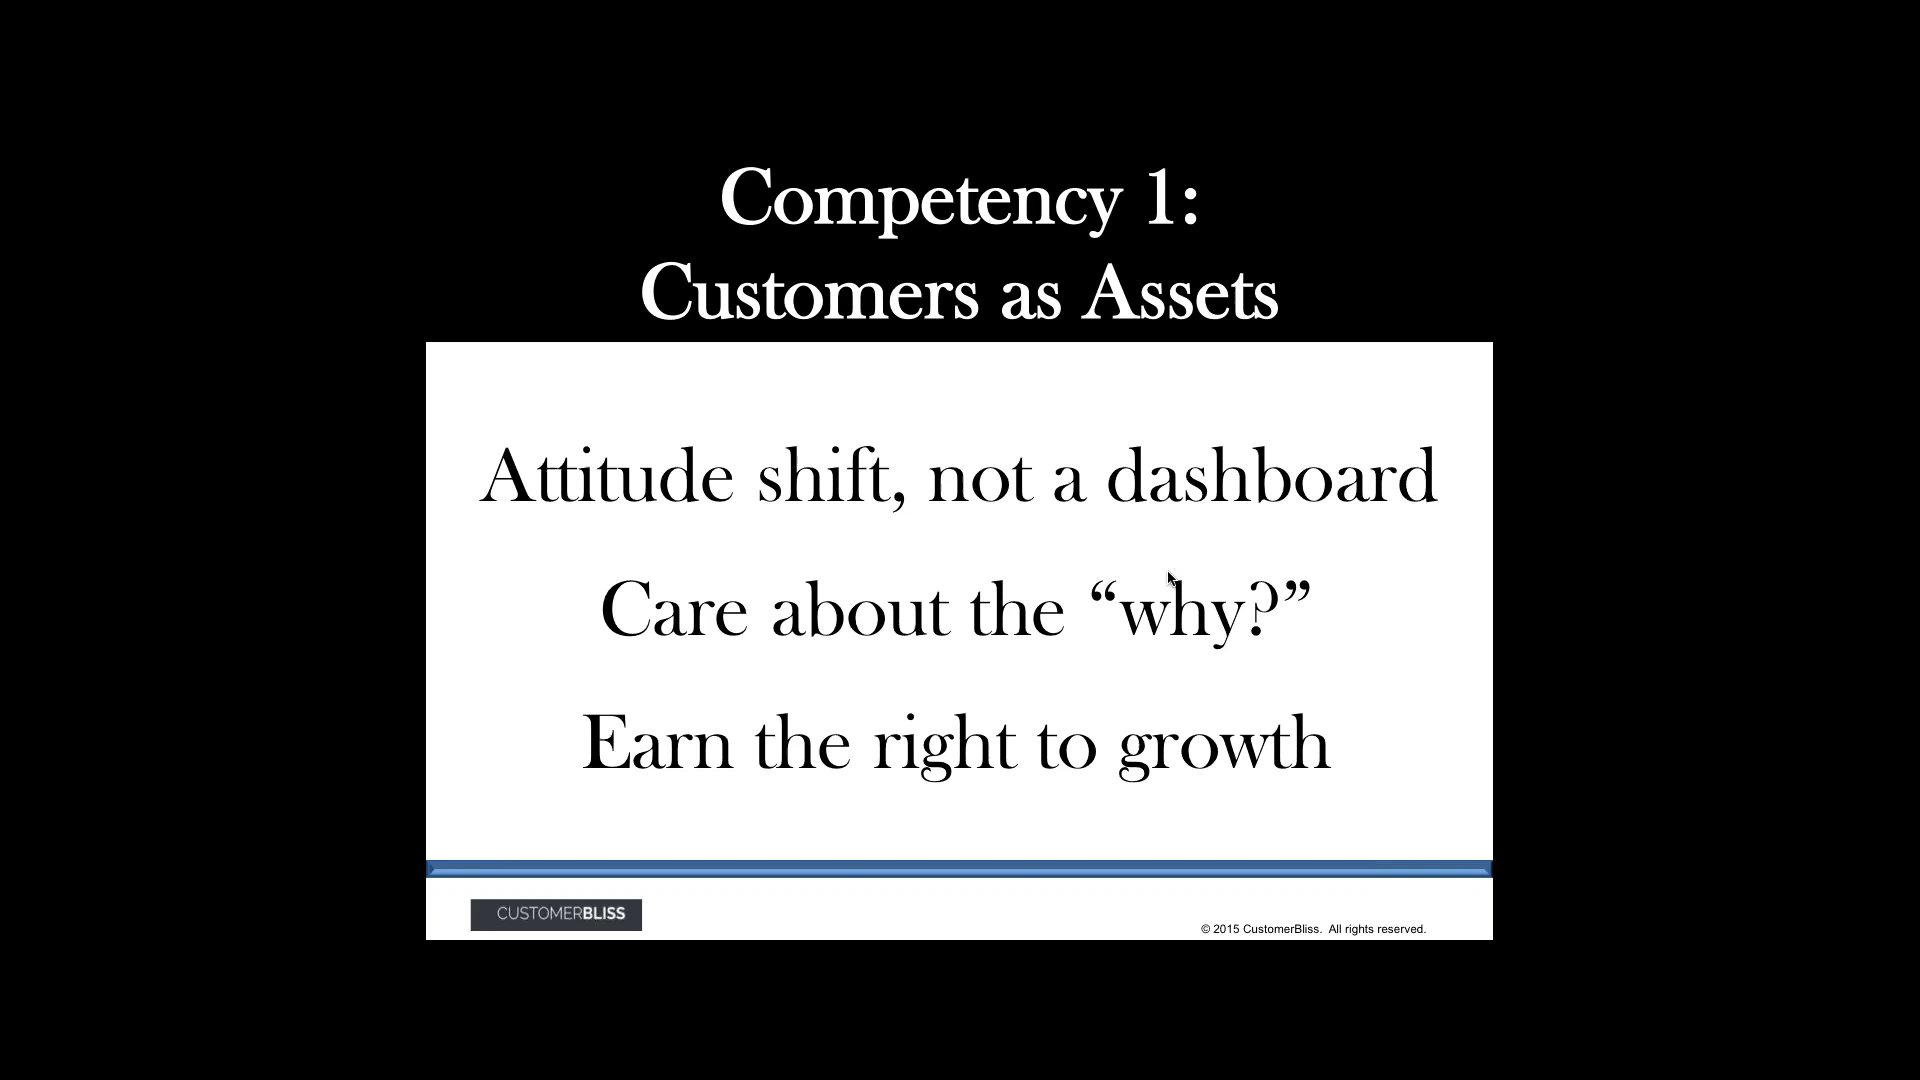 Competency 1:
Customers as Assets
Attitude shift, not a dashboard
Care about the “why?”
Earn the right to growth
CUSTOMERBLISS
© 2015 CustomerBliss. All rights reserved.